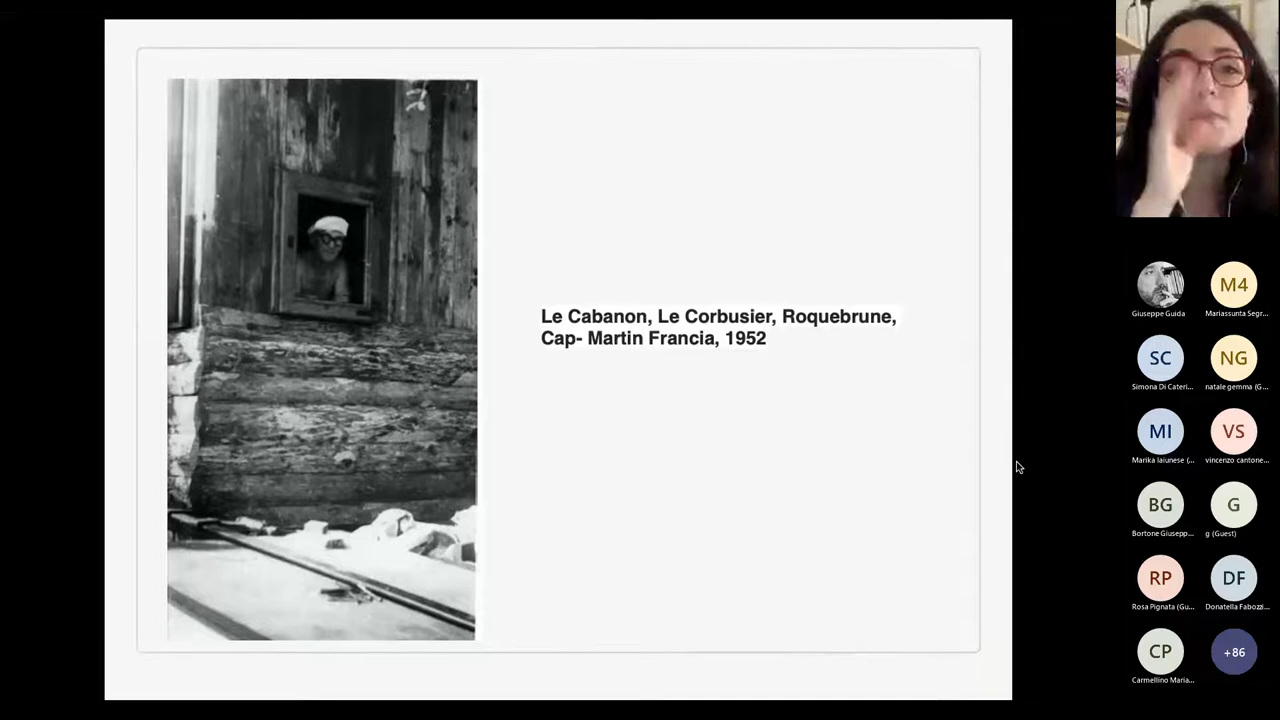 Le Cabanon, Le Corbusier, Roquebrune,
Cap- Martin Francia, 1952
Giuseppe Guida
M4
Mariassunta Segr...
SC
Simona Di Cateri...
NG
natale gemma (G...
MI
Marika Iaiunese (...
VS
vincenzo cantone...
BG
Bortone Giusepp...
G
g (Guest)
RP
Rosa Pignata (Gu...
DF
Donatella Fabozzi...
CP
Carmellino Maria...
+86